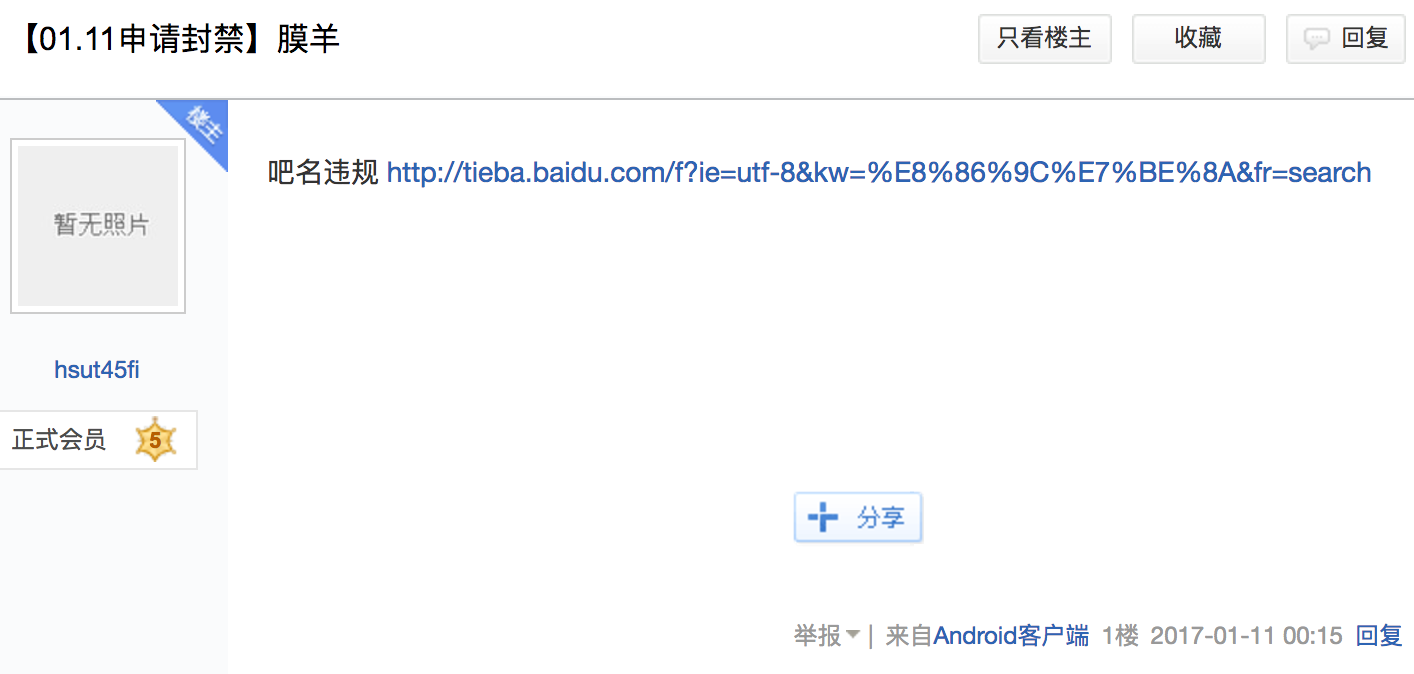 【01.11申请封禁】膜羊
只看楼主
收藏
回复
楼主
吧名违规 http://tieba.baidu.com/f?ie=utf-8&kw=%E8%86%9C%E7%BE%8A&fr=search
暂无照片
hsut45fi
正式会员 5
分享
举报 | 来自Android客户端 1楼 2017-01-11 00:15 回复